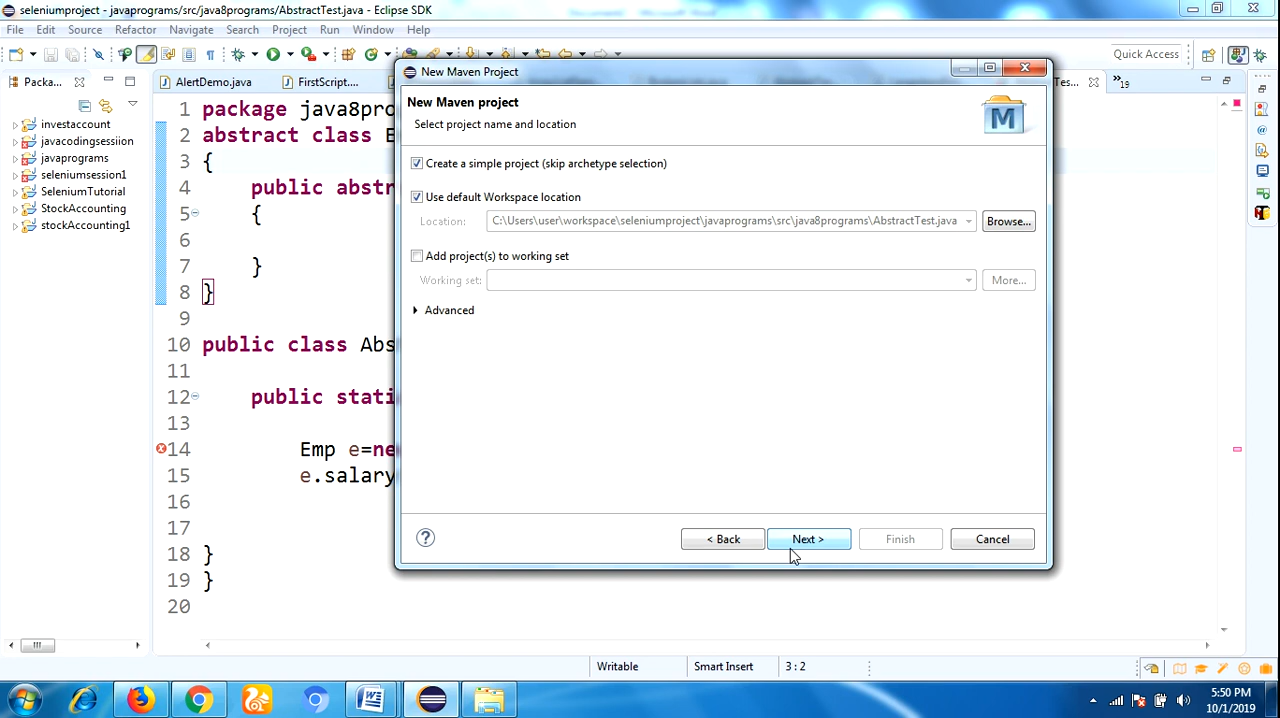 seleniumproject - javaprograms/src/java8programs/AbstractTest.java - Eclipse SDK
File Edit Source Refactor Navigate Search Project Run Window Help
Quick Access
Packa...
AlertDemo.java
FirstScript....
Tes...
»19
investaccount
javacodingsessiion
javaprograms
seleniumsession1
SeleniumTutorial
StockAccounting
stockAccounting1
1 package java8pro
2 abstract class E
3 {
4 public abstr
5 {
6
7 }
8 }
9
10 public class Abs
11
12 public stati
13
14 Emp e=ne
15 e.salary
16
17
18 }
19 }
20
New Maven Project
New Maven project
Select project name and location
M
Create a simple project (skip archetype selection)
Use default Workspace location
Location: C:\Users\user\workspace\seleniumproject\javaprograms\src\java8programs\AbstractTest.java Browse...
Add project(s) to working set
Working set: More...
Advanced
? < Back Next > Finish Cancel
Writable Smart Insert 3 : 2
5:50 PM
10/1/2019